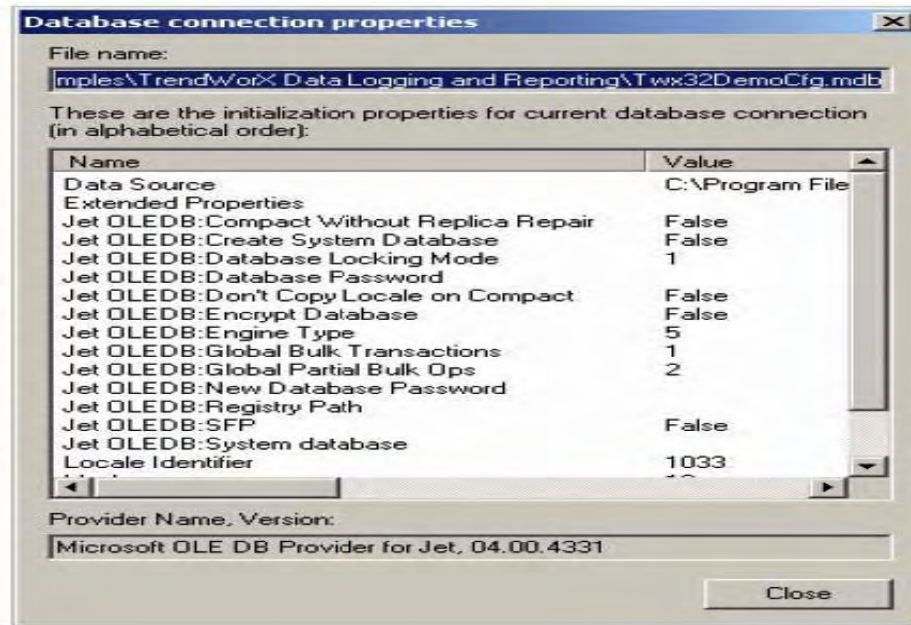 Database connection properties
File name:
mples\TrendWorX Data Logging and Reporting\Twx32DemoCfg.mdb
These are the initialization properties for current database connection
(in alphabetical order):
Name Value
Data Source C:\Program File
Extended Properties
Jet OLEDB:Compact Without Replica Repair False
Jet OLEDB:Create System Database False
Jet OLEDB:Database Locking Mode 1
Jet OLEDB:Database Password
Jet OLEDB:Don't Copy Locale on Compact False
Jet OLEDB:Encrypt Database False
Jet OLEDB:Engine Type 5
Jet OLEDB:Global Bulk Transactions 1
Jet OLEDB:Global Partial Bulk Ops 2
Jet OLEDB:New Database Password
Jet OLEDB:Registry Path
Jet OLEDB:SFP False
Jet OLEDB:System database
Locale Identifier 1033
Provider Name, Version:
Microsoft OLE DB Provider for Jet, 04.00.4331
Close